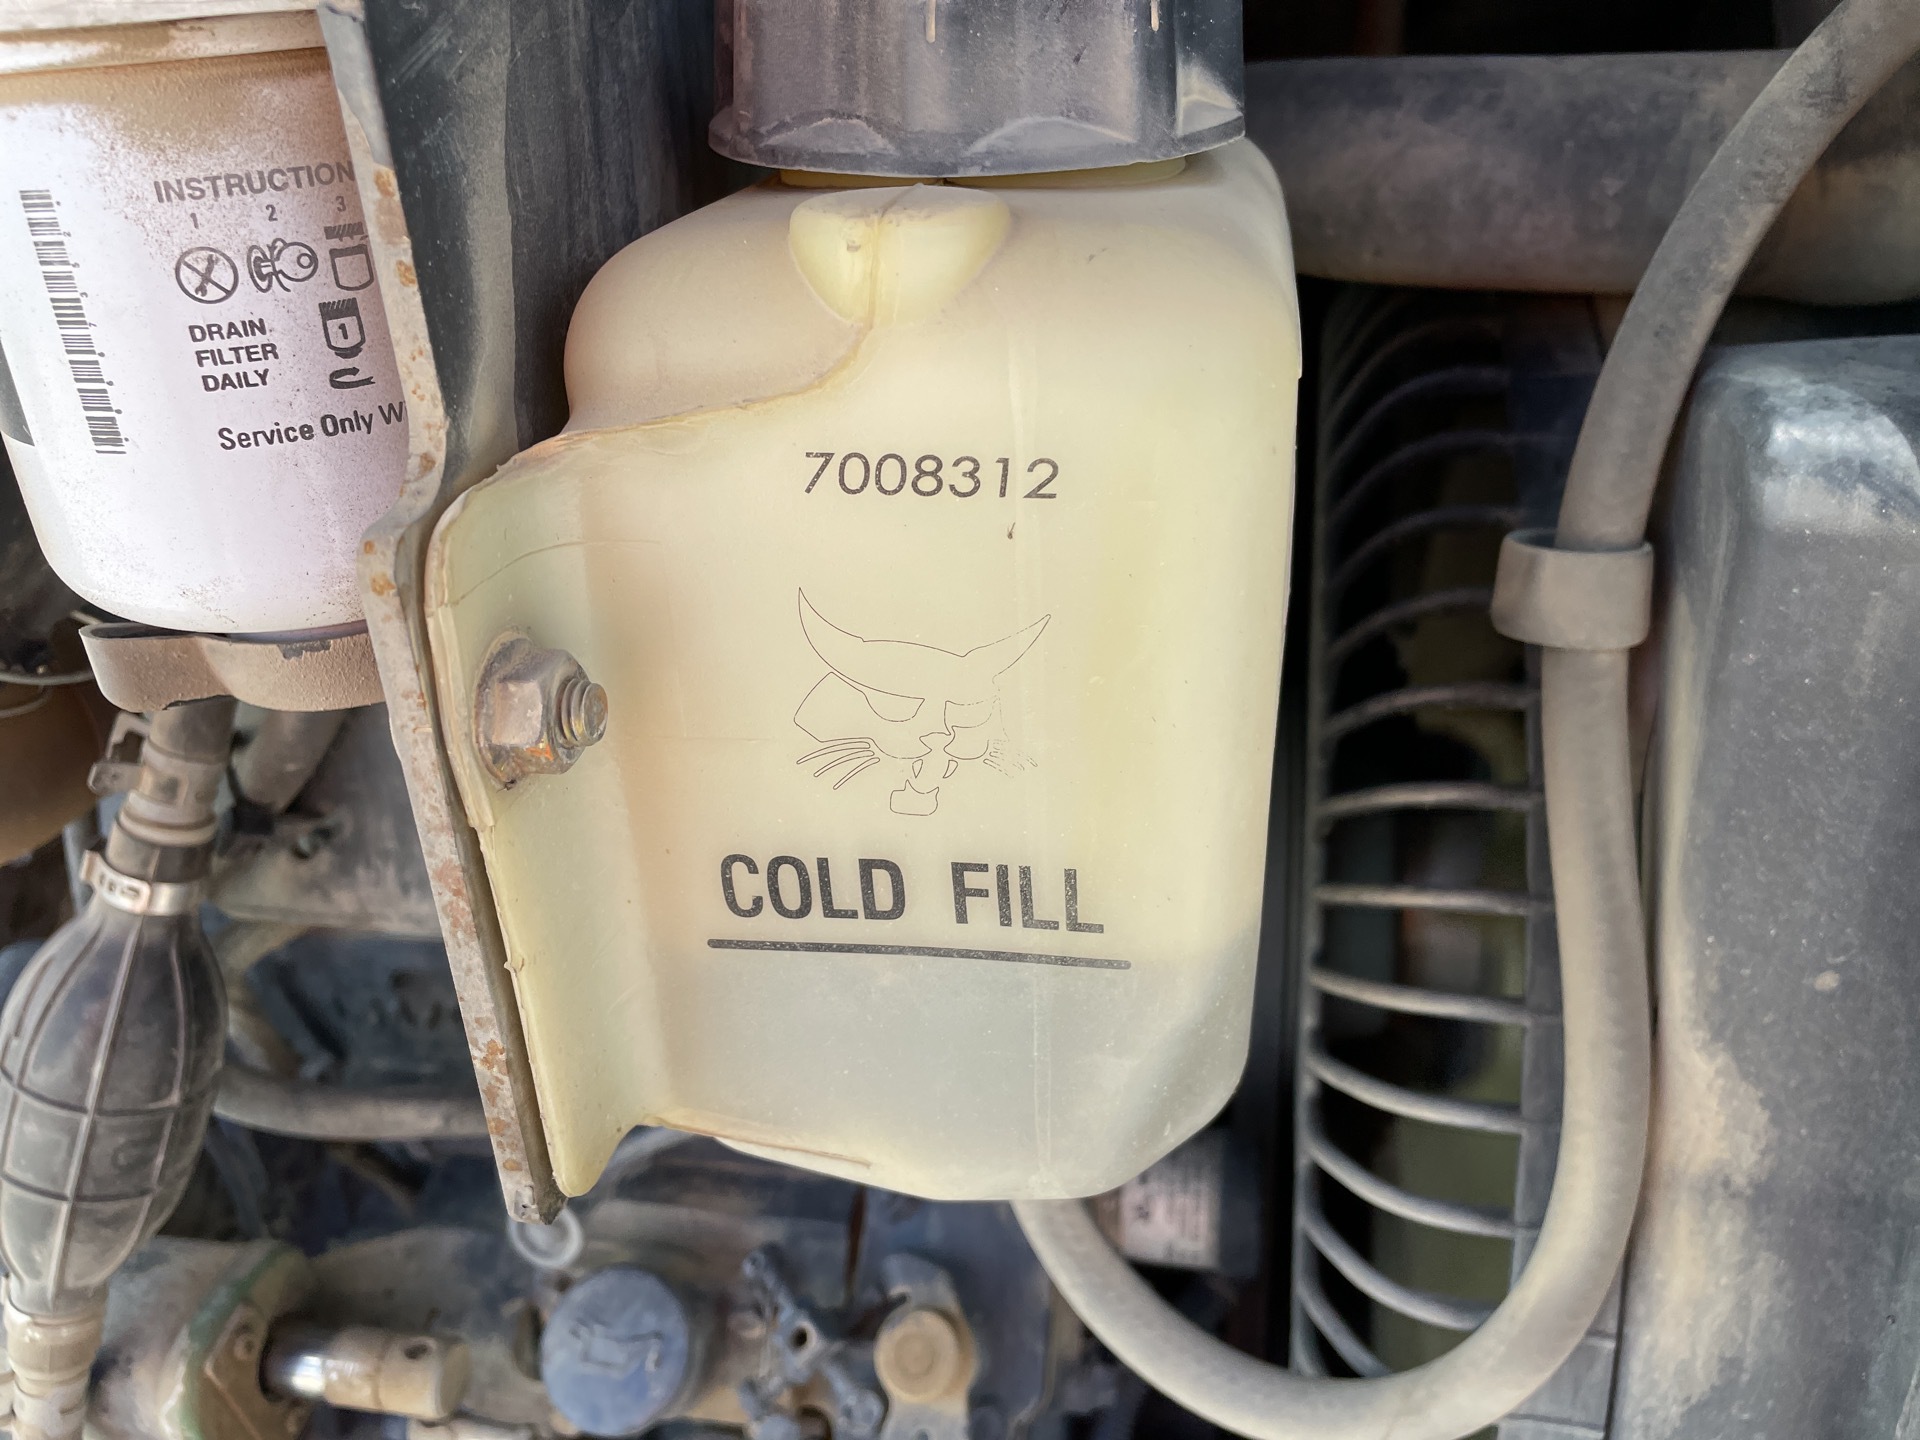 INSTRUCTION
1 2 3
DRAIN
FILTER
DAILY
1
Service Only
7008312
COLD FILL